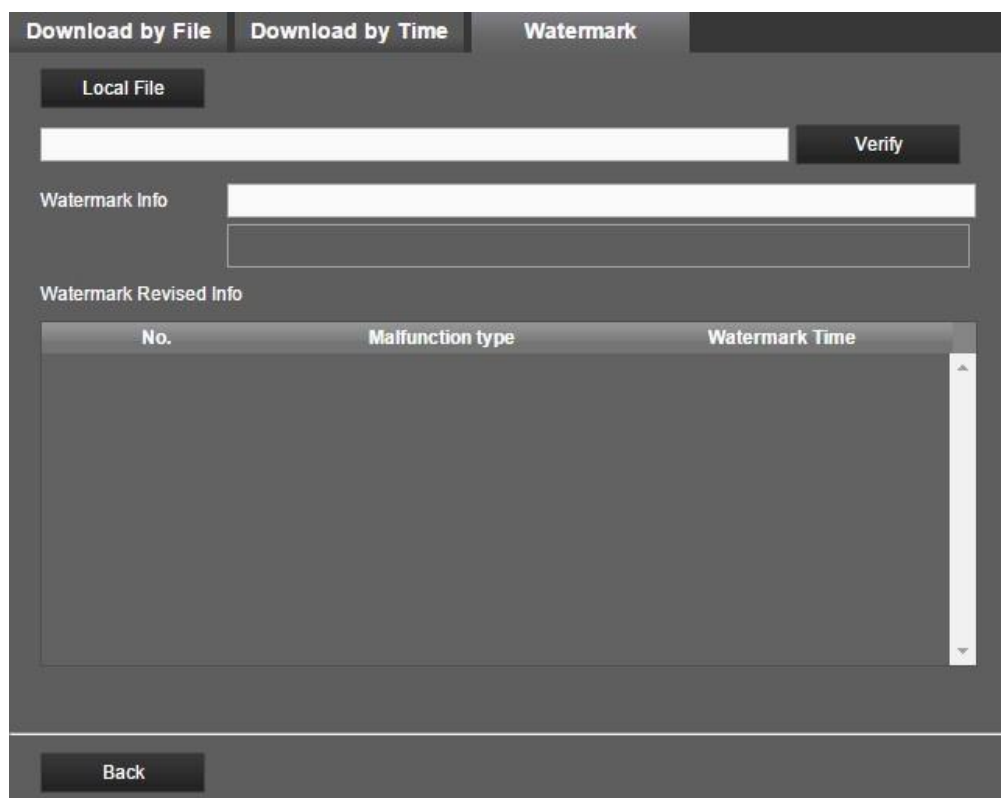 Download by File Download by Time Watermark
Local File
Verify
Watermark Info
Watermark Revised Info
No. Malfunction type Watermark Time
Back